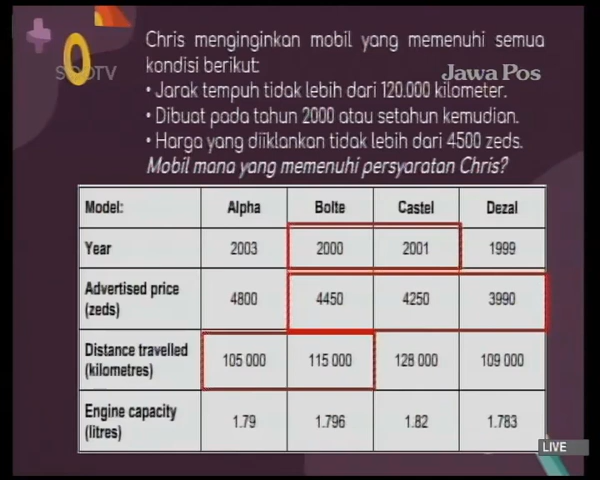 Chris menginginkan mobil yang memenuhi semua
kondisi berikut:
SBOTV
Jawa Pos
• Jarak tempuh tidak lebih dari 120.000 kilometer.
• Dibuat pada tahun 2000 atau setahun kemudian.
• Harga yang diiklankan tidak lebih dari 4500 zeds.
Mobil mana yang memenuhi persyaratan Chris?
Model: Alpha Bolte Castel Dezal
Year 2003 2000 2001 1999
Advertised price (zeds) 4800 4450 4250 3990
Distance travelled (kilometres) 105 000 115 000 128 000 109 000
Engine capacity (litres) 1.79 1.796 1.82 1.783
LIVE